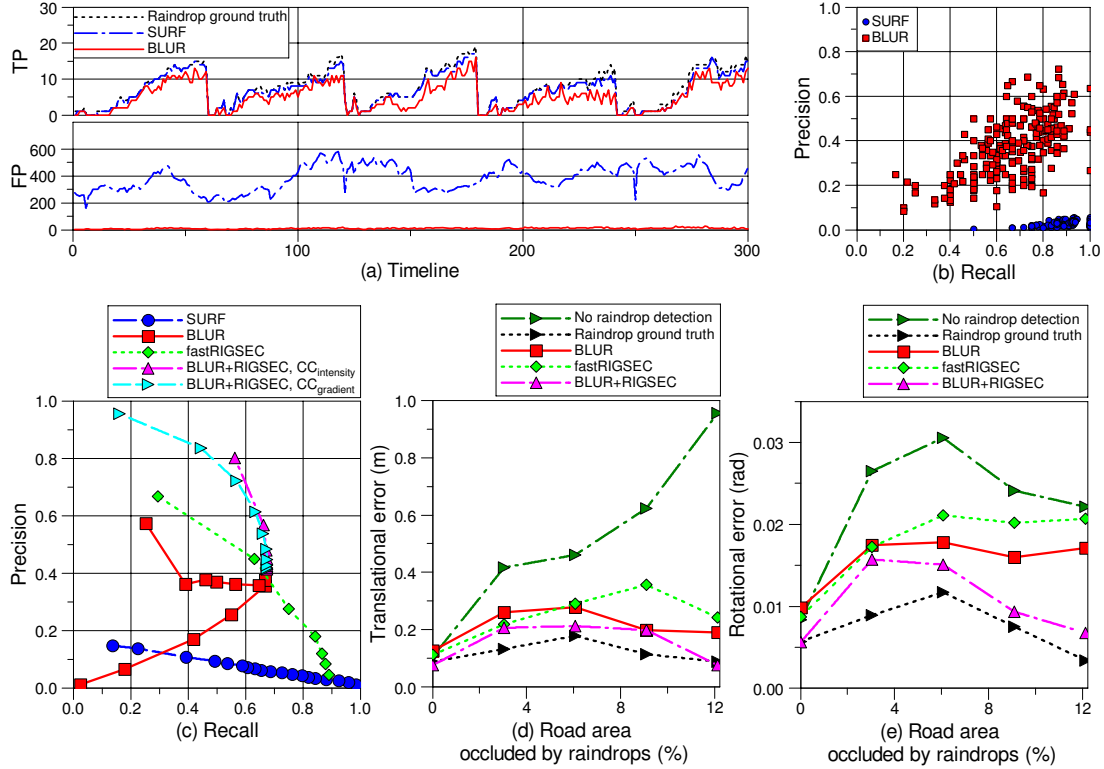 Raindrop ground truth
SURF
BLUR
TP
30
20
10
0
FP
600
400
200
0
0
100
200
300
(a) Timeline
SURF
BLUR
Precision
1.0
0.8
0.6
0.4
0.2
0.0
0.0 0.2 0.4 0.6 0.8 1.0
(b) Recall
SURF
BLUR
fastRIGSEC
BLUR+RIGSEC, CCintensity
BLUR+RIGSEC, CCgradient
Precision
1.0
0.8
0.6
0.4
0.2
0.0
0.0 0.2 0.4 0.6 0.8 1.0
(c) Recall
No raindrop detection
Raindrop ground truth
BLUR
fastRIGSEC
BLUR+RIGSEC
Translational error (m)
1.0
0.8
0.6
0.4
0.2
0.0
0 4 8 12
(d) Road area
occluded by raindrops (%)
No raindrop detection
Raindrop ground truth
BLUR
fastRIGSEC
BLUR+RIGSEC
Rotational error (rad)
0.03
0.02
0.01
0.00
0 4 8 12
(e) Road area
occluded by raindrops (%)